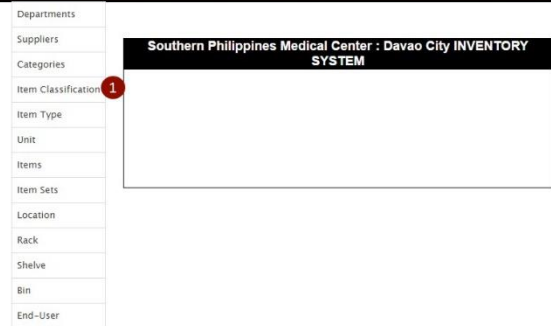 Departments
Suppliers
Categories
Item Classification
1
Item Type
Unit
Items
Item Sets
Location
Rack
Shelve
Bin
End-User
Southern Philippines Medical Center : Davao City INVENTORY
SYSTEM